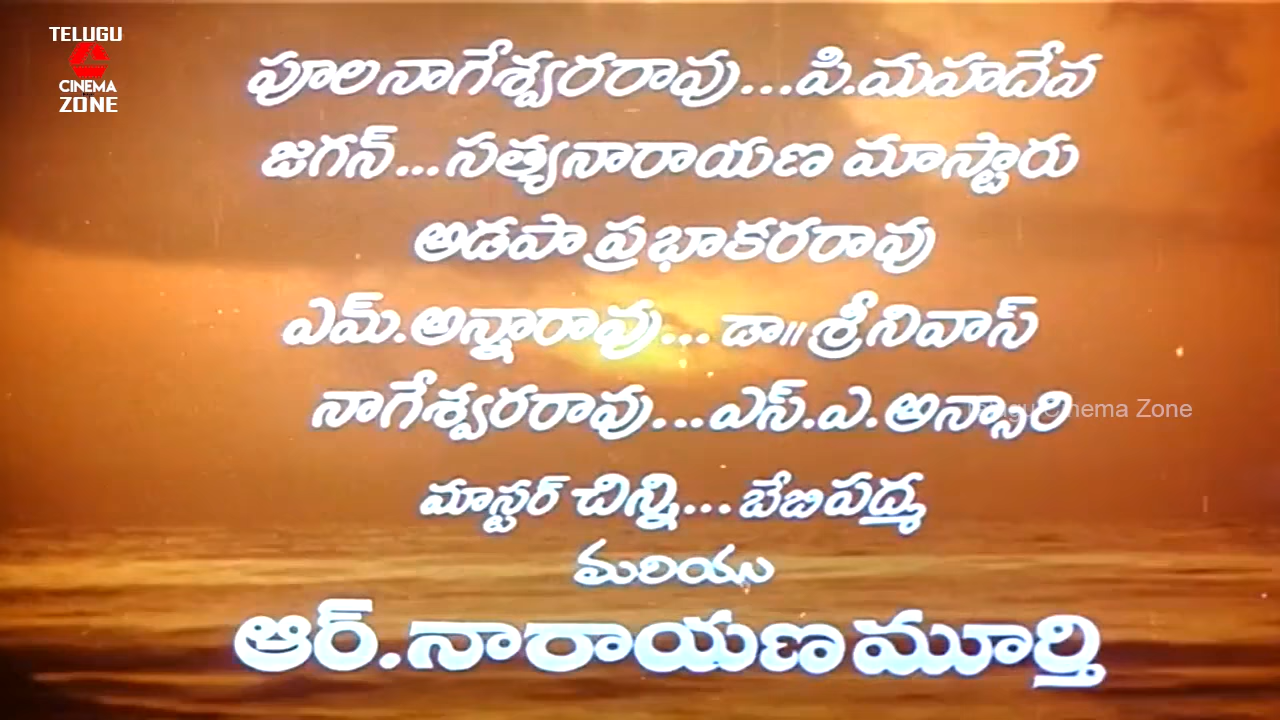 TELUGU
CINEMA
ZONE
పూలనాగేశ్వరరావు...పి.మహదేవ
జగన్...సత్యనారాయణ మాస్టారు
అడపా ప్రభాకరరావు
ఎమ్.అన్నారావు... డా॥ శ్రీనివాస్
నాగేశ్వరరావు...ఎస్.ఎ.అన్సారి
Telugu Cinema Zone
మాస్టర్ చిన్ని...బేబిపద్మ
మరియు
ఆర్.నారాయణమూర్తి